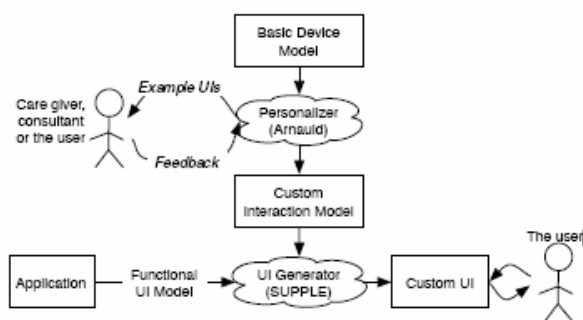 Basic Device
Model
Example UIs
Care giver,
consultant
or the user
Personalizer
(Arnauld)
Feedback
Custom
Interaction Model
The user
Application
Functional
UI Model
UI Generator
(SUPPLE)
Custom UI